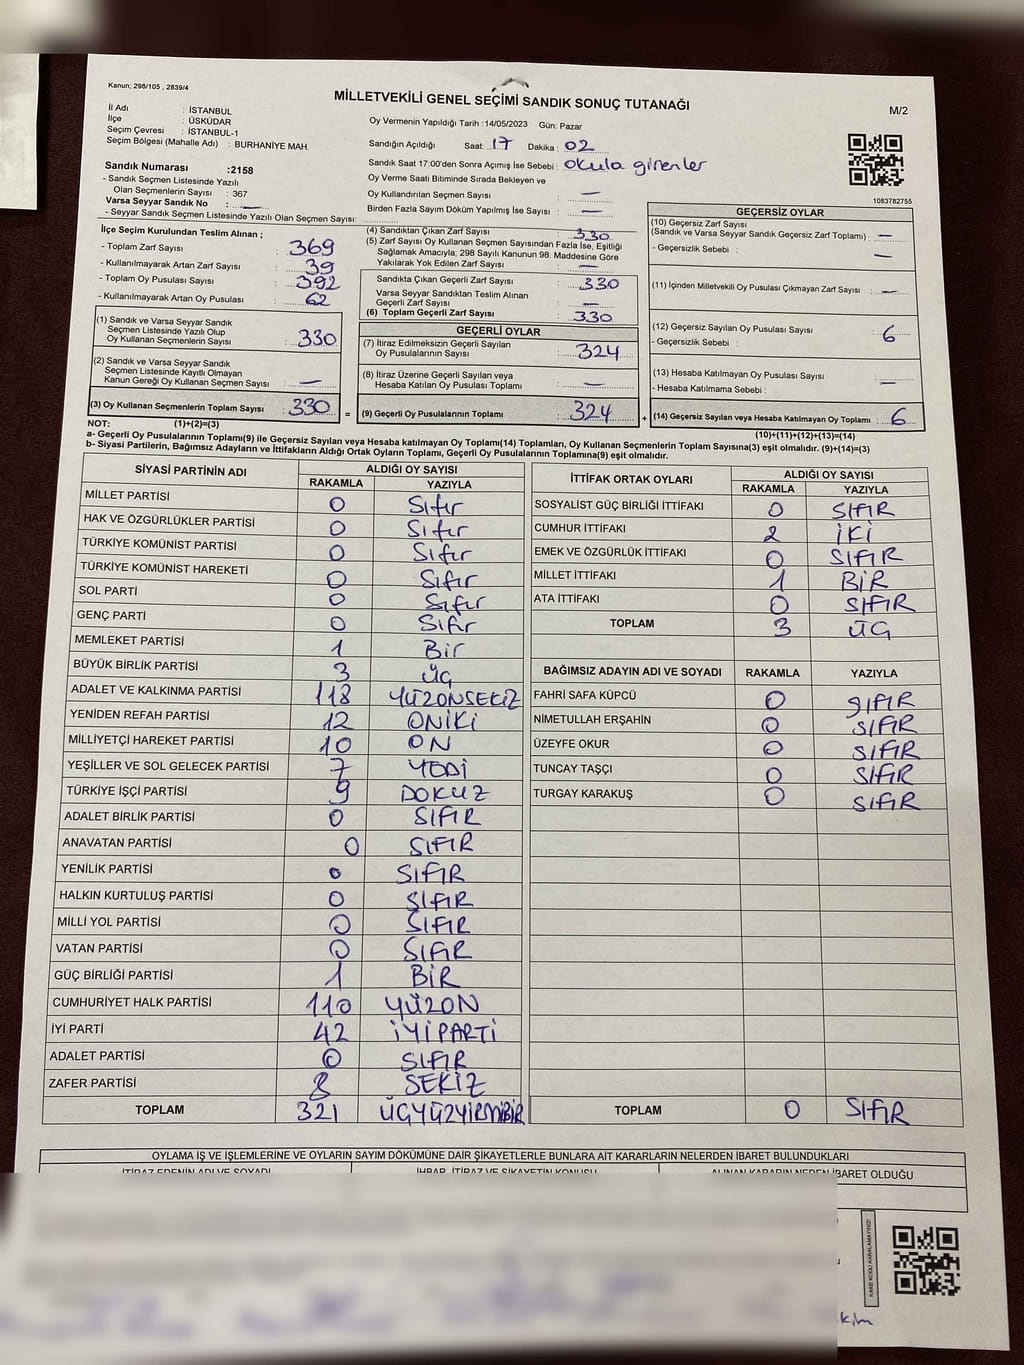 Kanun; 298/105 , 2839/4
MİLLETVEKİLİ GENEL SEÇİMİ SANDIK SONUÇ TUTANAĞI
M/2
İl Adı : İSTANBUL
İlçe : ÜSKÜDAR
Seçim Çevresi : İSTANBUL-1
Seçim Bölgesi (Mahalle Adı) : BURHANİYE MAH.
Oy Vermenin Yapıldığı Tarih :14/05/2023 Gün: Pazar
Sandığın Açıldığı Saat: 17 Dakika: 02
Sandık Saat 17:00'den Sonra Açımış İse Sebebi : okula girenler
Oy Verme Saati Bitiminde Sırada Bekleyen ve
Oy Kullandırılan Seçmen Sayısı : —
Birden Fazla Sayım Döküm Yapılmış İse Sayısı : —
1083782755
Sandık Numarası :2158
- Sandık Seçmen Listesinde Yazılı
Olan Seçmenlerin Sayısı : 367
Varsa Seyyar Sandık No : —
- Seyyar Sandık Seçmen Listesinde Yazılı Olan Seçmen Sayısı:
İlçe Seçim Kurulundan Teslim Alınan ;
- Toplam Zarf Sayısı : 369
- Kullanılmayarak Artan Zarf Sayısı : 39
- Toplam Oy Pusulası Sayısı : 392
- Kullanılmayarak Artan Oy Pusulası : 62
(1) Sandık ve Varsa Seyyar Sandık
Seçmen Listesinde Yazılı Olup
Oy Kullanan Seçmenlerin Sayısı : 330
(2) Sandık ve Varsa Seyyar Sandık
Seçmen Listesinde Kayıtlı Olmayan
Kanun Gereği Oy Kullanan Seçmen Sayısı : —
(3) Oy Kullanan Seçmenlerin Toplam Sayısı : 330 =
(4) Sandıktan Çıkan Zarf Sayısı : 330
(5) Zarf Sayısı Oy Kullanan Seçmen Sayısından Fazla İse, Eşitliği
Sağlamak Amacıyla; 298 Sayılı Kanunun 98. Maddesine Göre
Yakılarak Yok Edilen Zarf Sayısı : —
Sandıkta Çıkan Geçerli Zarf Sayısı : 330
Varsa Seyyar Sandıktan Teslim Alınan
Geçerli Zarf Sayısı : —
(6) Toplam Geçerli Zarf Sayısı : 330
GEÇERLİ OYLAR
(7) İtiraz Edilmeksizin Geçerli Sayılan
Oy Pusulalarının Sayısı : 324
(8) İtiraz Üzerine Geçerli Sayılan veya
Hesaba Katılan Oy Pusulası Toplamı : —
(9) Geçerli Oy Pusulalarının Toplamı : 324 +
GEÇERSİZ OYLAR
(10) Geçersiz Zarf Sayısı
(Sandık ve Varsa Seyyar Sandık Geçersiz Zarf Toplamı) : —
- Geçersizlik Sebebi :
(11) İçinden Milletvekili Oy Pusulası Çıkmayan Zarf Sayısı : —
(12) Geçersiz Sayılan Oy Pusulası Sayısı : 6
- Geçersizlik Sebebi :
(13) Hesaba Katılmayan Oy Pusulası Sayısı : —
- Hesaba Katılmama Sebebi :
(14) Geçersiz Sayılan veya Hesaba Katılmayan Oy Toplamı : 6
NOT: (1)+(2)=(3) (10)+(11)+(12)+(13)=(14)
a- Geçerli Oy Pusulalarının Toplamı(9) ile Geçersiz Sayılan veya Hesaba katılmayan Oy Toplamı(14) Toplamları, Oy Kullanan Seçmenlerin Toplam Sayısına(3) eşit olmalıdır. (9)+(14)=(3)
b- Siyasi Partilerin, Bağımsız Adayların ve İttifakların Aldığı Ortak Oyların Toplamı, Geçerli Oy Pusulalarının Toplamına(9) eşit olmalıdır.
SİYASİ PARTİNİN ADI ALDIĞI OY SAYISI
RAKAMLA YAZIYLA
MİLLET PARTİSİ 0 Sıfır
HAK VE ÖZGÜRLÜKLER PARTİSİ 0 Sıfır
TÜRKİYE KOMÜNİST PARTİSİ 0 Sıfır
TÜRKİYE KOMÜNİST HAREKETİ 0 Sıfır
SOL PARTİ 0 Sıfır
GENÇ PARTİ 0 Sıfır
MEMLEKET PARTİSİ 1 Bir
BÜYÜK BİRLİK PARTİSİ 3 ÜÇ
ADALET VE KALKINMA PARTİSİ 118 YÜZONSEKİZ
YENİDEN REFAH PARTİSİ 12 ONİKİ
MİLLİYETÇİ HAREKET PARTİSİ 10 ON
YEŞİLLER VE SOL GELECEK PARTİSİ 7 YEDİ
TÜRKİYE İŞÇİ PARTİSİ 9 DOKUZ
ADALET BİRLİK PARTİSİ 0 SIFIR
ANAVATAN PARTİSİ 0 SIFIR
YENİLİK PARTİSİ 0 SIFIR
HALKIN KURTULUŞ PARTİSİ 0 SIFIR
MİLLİ YOL PARTİSİ 0 SIFIR
VATAN PARTİSİ 0 SIFIR
GÜÇ BİRLİĞİ PARTİSİ 1 BİR
CUMHURİYET HALK PARTİSİ 110 YÜZON
İYİ PARTİ 42 İYİ PARTİ
ADALET PARTİSİ 0 SIFIR
ZAFER PARTİSİ 8 SEKİZ
TOPLAM 321 ÜÇYÜZYİRMİBİR
İTTİFAK ORTAK OYLARI ALDIĞI OY SAYISI
RAKAMLA YAZIYLA
SOSYALİST GÜÇ BİRLİĞİ İTTİFAKI 0 SIFIR
CUMHUR İTTİFAKI 2 İKİ
EMEK VE ÖZGÜRLÜK İTTİFAKI 0 SIFIR
MİLLET İTTİFAKI 1 BİR
ATA İTTİFAKI 0 SIFIR
TOPLAM 3 ÜÇ
BAĞIMSIZ ADAYIN ADI VE SOYADI RAKAMLA YAZIYLA
FAHRİ SAFA KÜPCÜ 0 SIFIR
NİMETULLAH ERŞAHİN 0 SIFIR
ÜZEYFE OKUR 0 SIFIR
TUNCAY TAŞÇI 0 SIFIR
TURGAY KARAKUŞ 0 SIFIR
TOPLAM 0 SIFIR
OYLAMA İŞ VE İŞLEMLERİNE VE OYLARIN SAYIM DÖKÜMÜNE DAİR ŞİKAYETLERLE BUNLARA AİT KARARLARIN NELERDEN İBARET BULUNDUKLARI
İTİRAZ EDENİN ADI VE SOYADI İHBAR, İTİRAZ VE ŞİKAYETİN KONUSU ALINAN KARARIN NEDEN İBARET OLDUĞU
KARE KODU KARALAMAYINIZ!